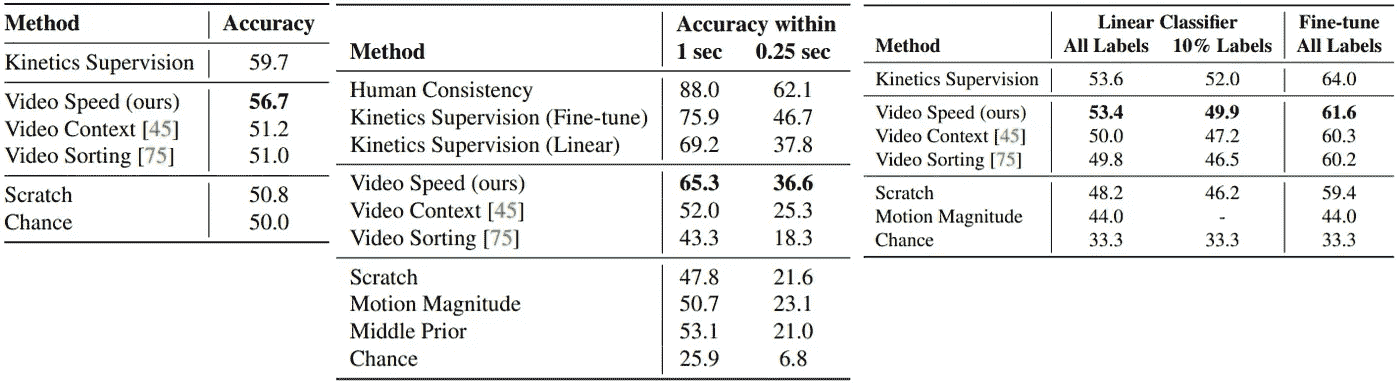 Method Accuracy
Kinetics Supervision 59.7
Video Speed (ours) 56.7
Video Context [45] 51.2
Video Sorting [75] 51.0
Scratch 50.8
Chance 50.0
Accuracy within
Method 1 sec 0.25 sec
Human Consistency 88.0 62.1
Kinetics Supervision (Fine-tune) 75.9 46.7
Kinetics Supervision (Linear) 69.2 37.8
Video Speed (ours) 65.3 36.6
Video Context [45] 52.0 25.3
Video Sorting [75] 43.3 18.3
Scratch 47.8 21.6
Motion Magnitude 50.7 23.1
Middle Prior 53.1 21.0
Chance 25.9 6.8
Linear Classifier Fine-tune
Method All Labels 10% Labels All Labels
Kinetics Supervision 53.6 52.0 64.0
Video Speed (ours) 53.4 49.9 61.6
Video Context [45] 50.0 47.2 60.3
Video Sorting [75] 49.8 46.5 60.2
Scratch 48.2 46.2 59.4
Motion Magnitude 44.0 - 44.0
Chance 33.3 33.3 33.3